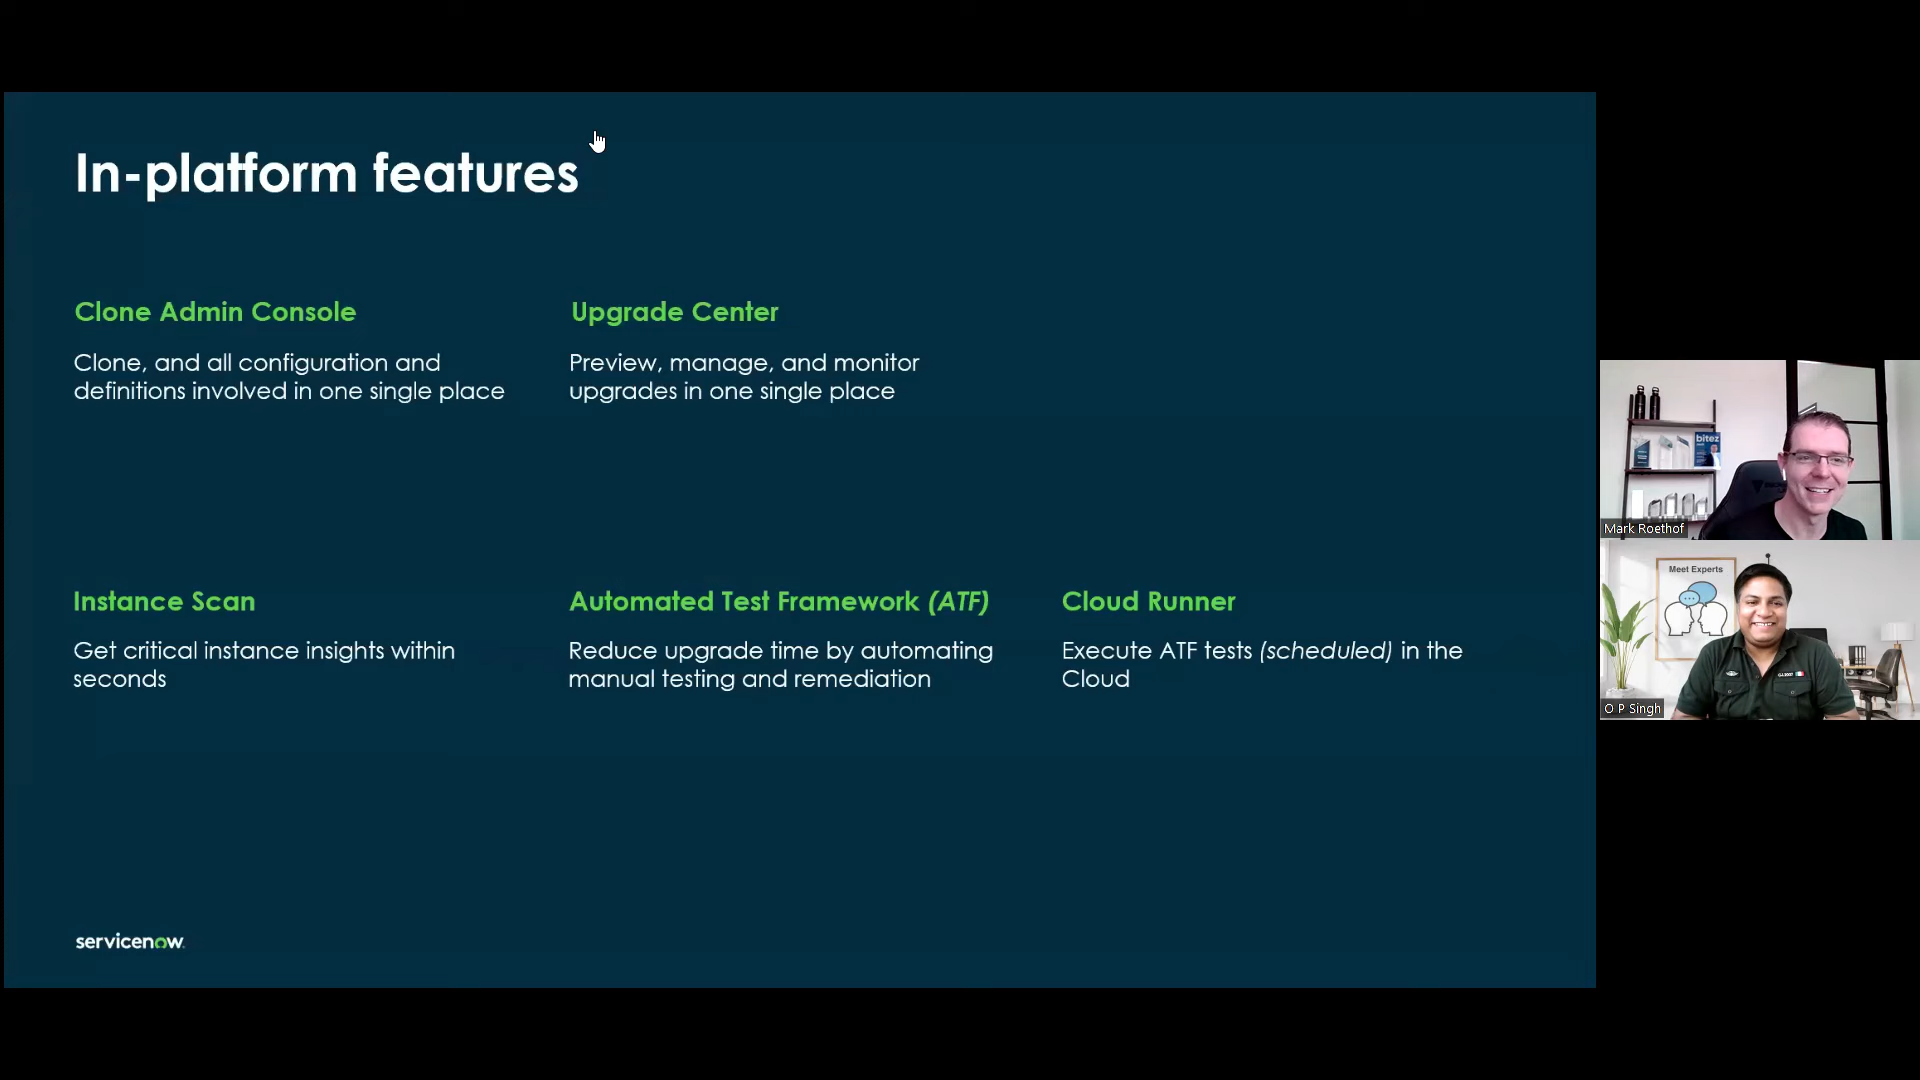 In-platform features
Clone Admin Console
Clone, and all configuration and
definitions involved in one single place
Upgrade Center
Preview, manage, and monitor
upgrades in one single place
Instance Scan
Get critical instance insights within
seconds
Automated Test Framework (ATF)
Reduce upgrade time by automating
manual testing and remediation
Cloud Runner
Execute ATF tests (scheduled) in the
Cloud
servicenow.
bitez
Mark Roethof
Meet Experts
O P Singh